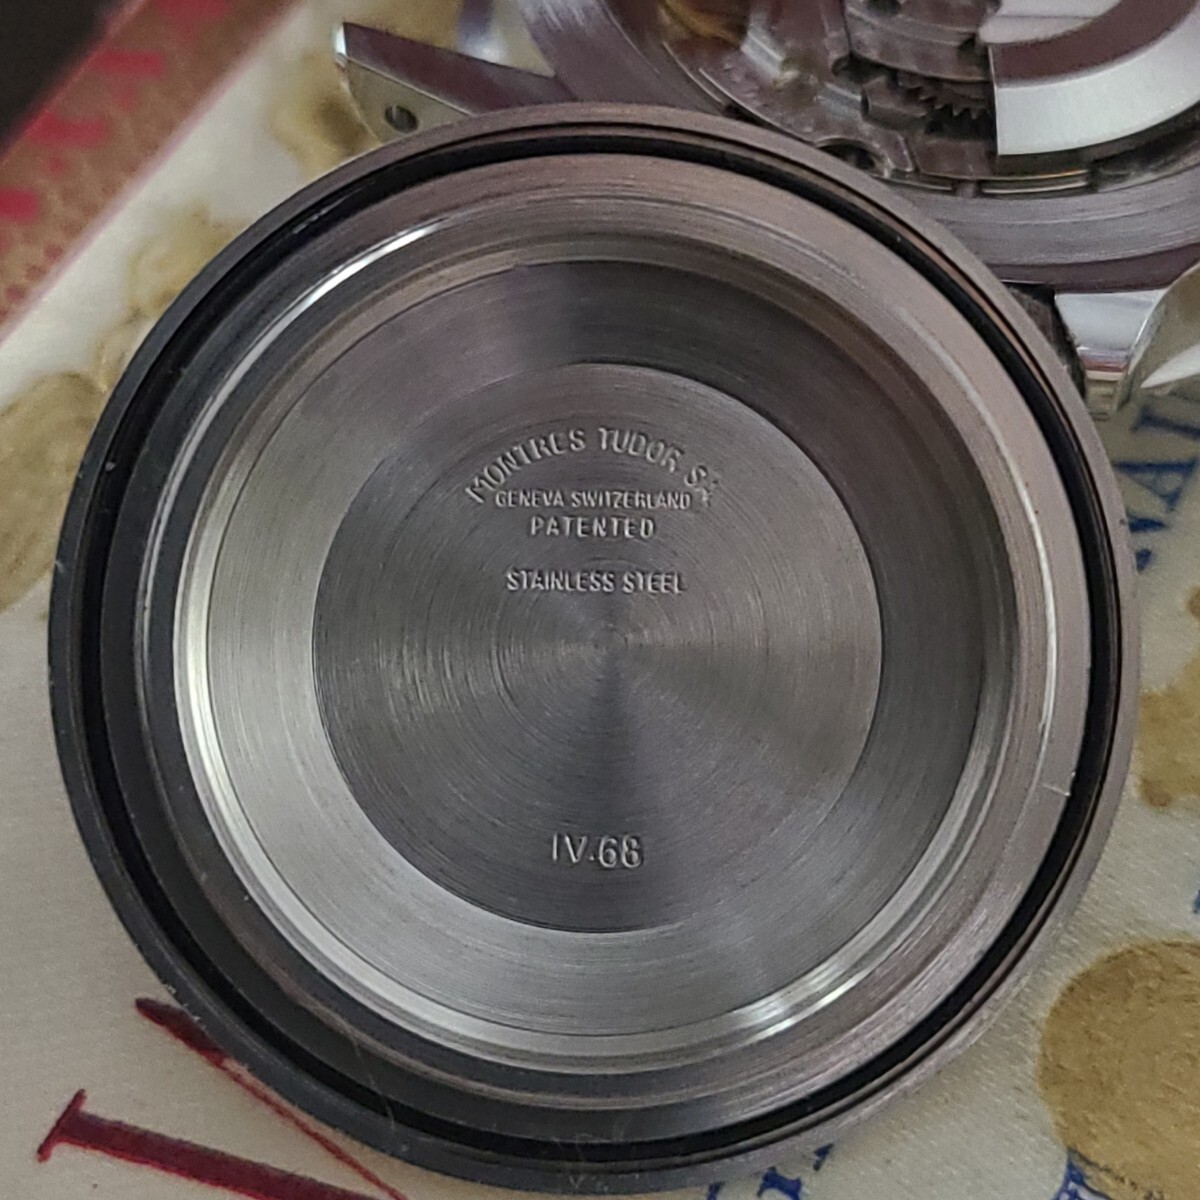 MONTRES TUDOR SA
GENEVA SWITZERLAND
PATENTED
STAINLESS STEEL
IV.68